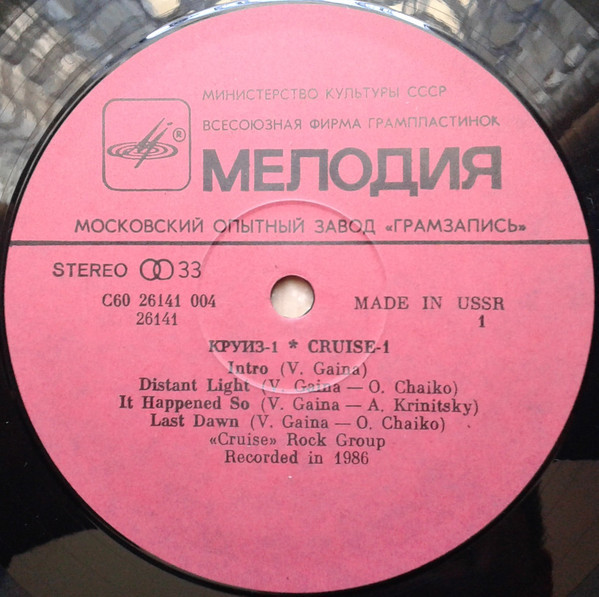 МИНИСТЕРСТВО КУЛЬТУРЫ СССР
ВСЕСОЮЗНАЯ ФИРМА ГРАМПЛАСТИНОК
®
МЕЛОДИЯ
МОСКОВСКИЙ ОПЫТНЫЙ ЗАВОД «ГРАМЗАПИСЬ»
STEREO 33
С60 26141 004 MADE IN USSR
26141 1
КРУИЗ-1 * CRUISE-1
Intro (V. Gaina)
Distant Light (V. Gaina — O. Chaiko)
It Happened So (V. Gaina — A. Krinitsky)
Last Dawn (V. Gaina — O. Chaiko)
«Cruise» Rock Group
Recorded in 1986